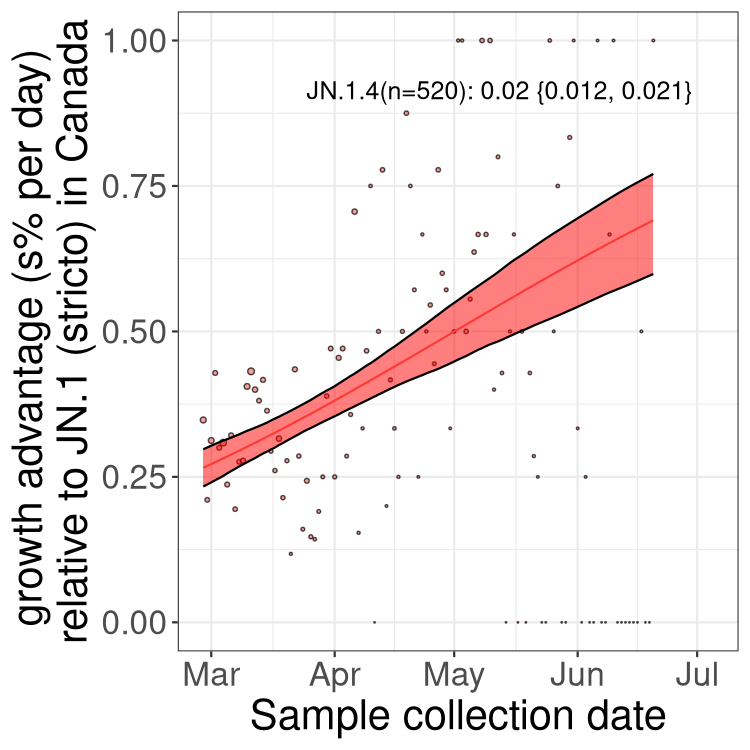 growth advantage (s% per day)
relative to JN.1 (stricto) in Canada
1.00
0.75
0.50
0.25
0.00
JN.1.4(n=520): 0.02 {0.012, 0.021}
Mar Apr May Jun Jul
Sample collection date